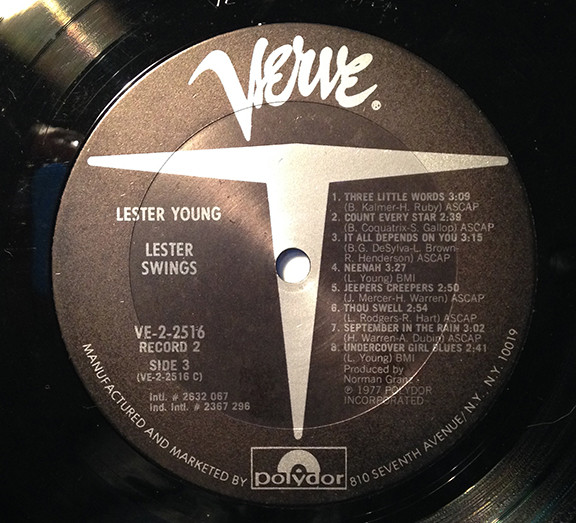 Verve®
LESTER YOUNG
LESTER
SWINGS
VE-2-2516
RECORD 2
SIDE 3
(VE-2-2516 C)
Intl. # 2632 067
Ind. Intl. # 2367 296
1. THREE LITTLE WORDS 3:09
(B. Kalmer-H. Ruby) ASCAP
2. COUNT EVERY STAR 2:39
(B. Coquatrix-S. Gallop) ASCAP
3. IT ALL DEPENDS ON YOU 3:15
(B.G. DeSylva-L. Brown-
R. Henderson) ASCAP
4. NEENAH 3:27
(L. Young) BMI
5. JEEPERS CREEPERS 2:50
(J. Mercer-H. Warren) ASCAP
6. THOU SWELL 2:54
(L. Rodgers-R. Hart) ASCAP
7. SEPTEMBER IN THE RAIN 3:02
(H. Warren-A. Dubin) ASCAP
8. UNDERCOVER GIRL BLUES 2:41
(L. Young) BMI
Produced by
Norman Granz
℗ 1977 POLYDOR
INCORPORATED
MANUFACTURED AND MARKETED BY polydor 810 SEVENTH AVENUE/N.Y. N.Y. 10019